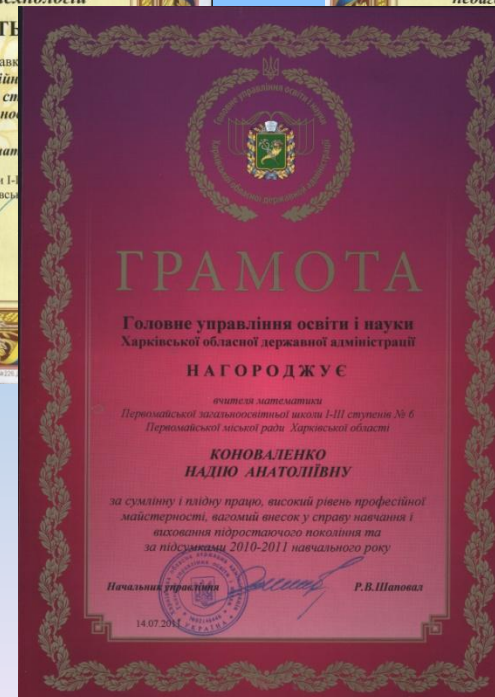 ГРАМОТА
Головне управління освіти і науки
Харківської обласної державної адміністрації
НАГОРОДЖУЄ
вчителя математики
Первомайської загальноосвітньої школи І-ІІІ ступенів № 6
Первомайської міської ради Харківської області
КОНОВАЛЕНКО
НАДІЮ АНАТОЛІЇВНУ
за сумлінну і плідну працю, високий рівень професійної
майстерності, вагомий внесок у справу навчання і
виховання підростаючого покоління та
за підсумками 2010-2011 навчального року
Начальник управління Р.В.Шаповал
14.07.2011